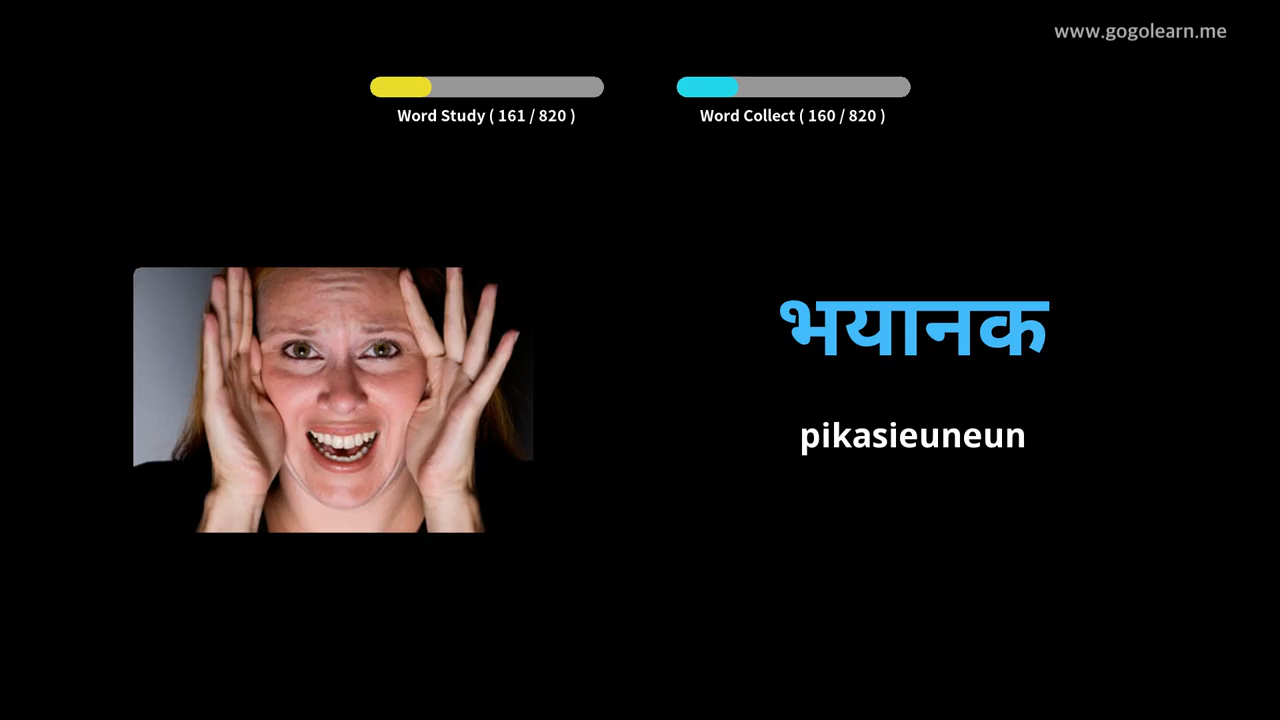 www.gogolearn.me
Word Study ( 161 / 820 )
Word Collect ( 160 / 820 )
भयानक
pikasieuneun